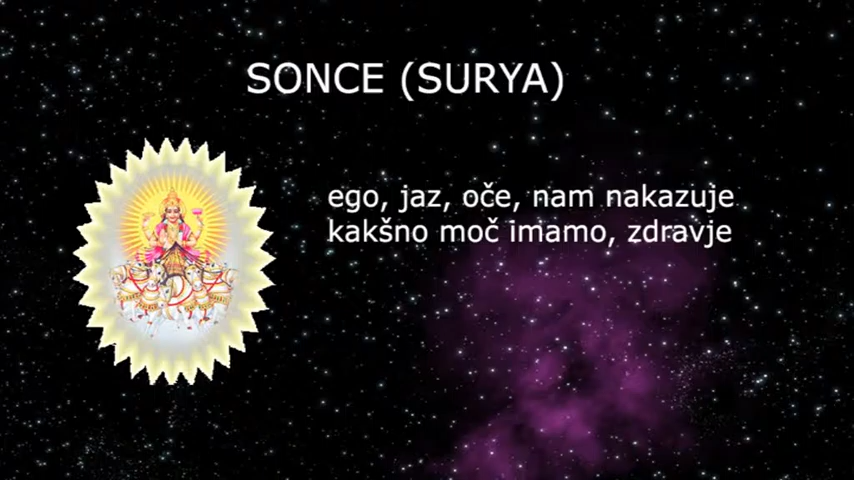 SONCE (SURYA)
ego, jaz, oče, nam nakazuje
kakšno moč imamo, zdravje